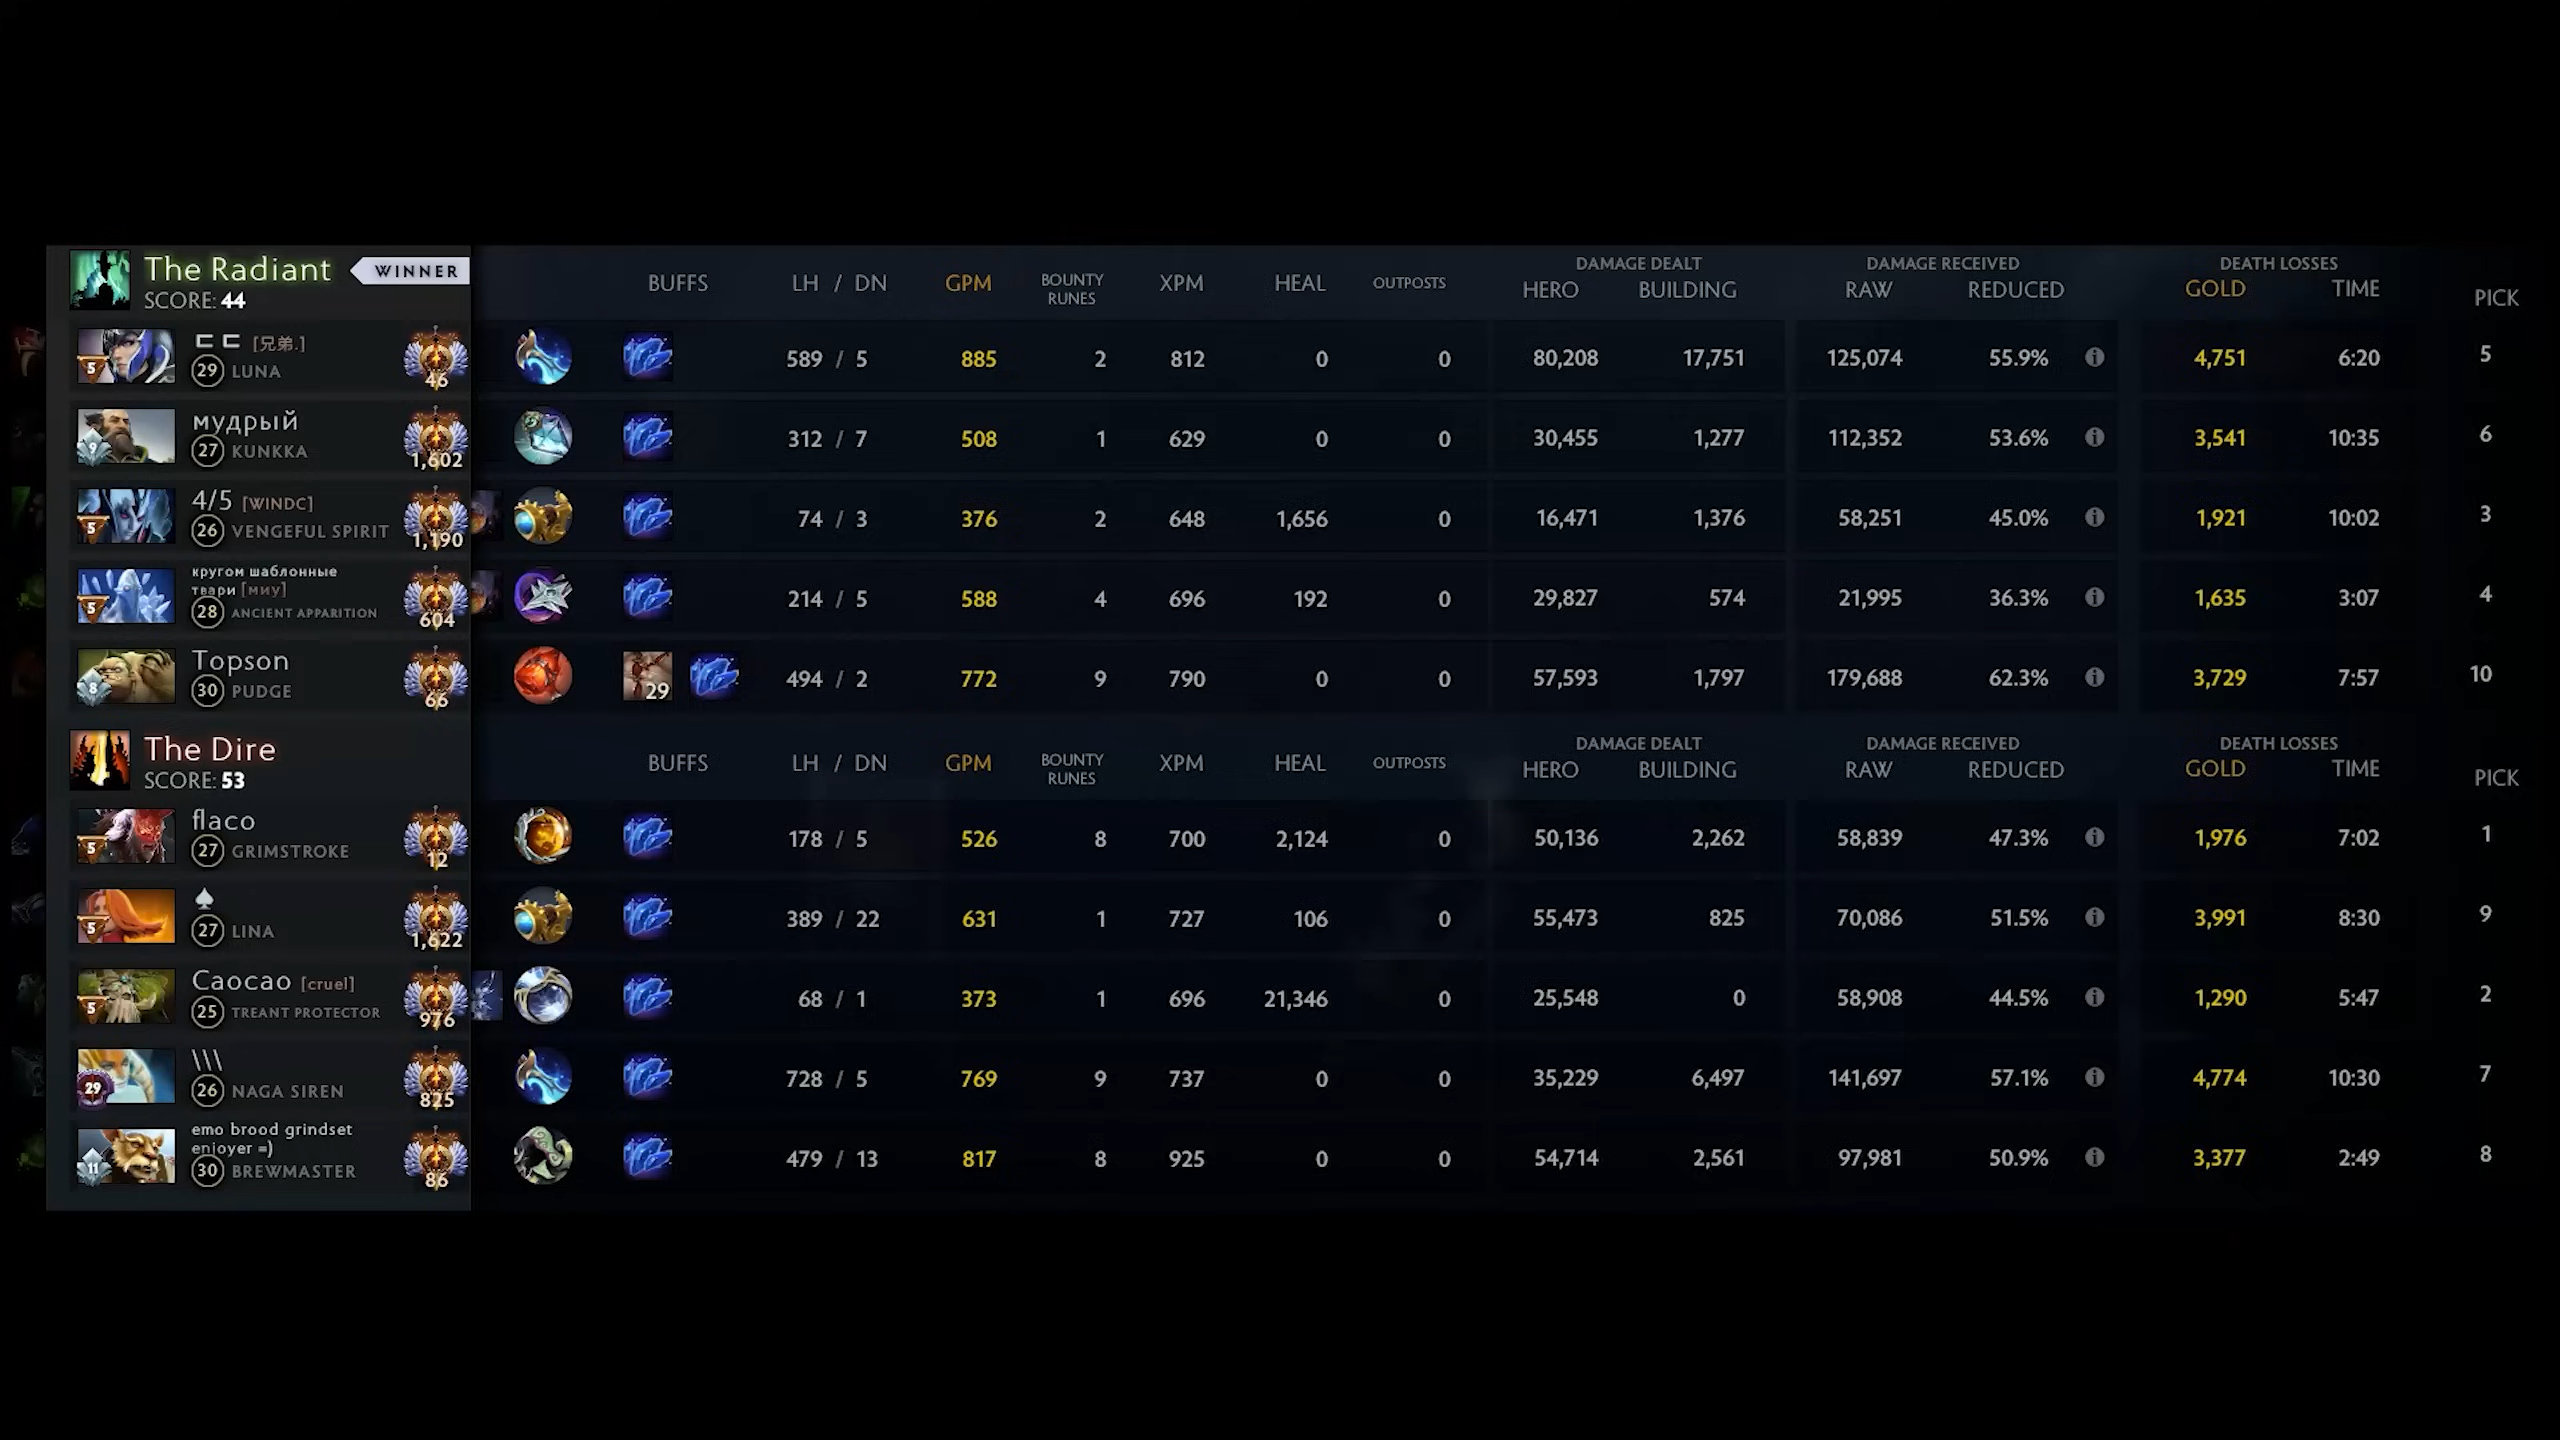 The Radiant WINNER
SCORE: 44
BUFFS LH / DN GPM BOUNTY RUNES XPM HEAL OUTPOSTS DAMAGE DEALT HERO BUILDING DAMAGE RECEIVED RAW REDUCED DEATH LOSSES GOLD TIME PICK
5 ㄷㄷ [兄弟.] 29 LUNA 46 589 / 5 885 2 812 0 0 80,208 17,751 125,074 55.9% 4,751 6:20 5
9 мудрый 27 KUNKKA 1,602 312 / 7 508 1 629 0 0 30,455 1,277 112,352 53.6% 3,541 10:35 6
5 4/5 [WINDC] 26 VENGEFUL SPIRIT 1,190 74 / 3 376 2 648 1,656 0 16,471 1,376 58,251 45.0% 1,921 10:02 3
5 кругом шаблонные твари [миу] 28 ANCIENT APPARITION 604 214 / 5 588 4 696 192 0 29,827 574 21,995 36.3% 1,635 3:07 4
8 Topson 30 PUDGE 66 29 494 / 2 772 9 790 0 0 57,593 1,797 179,688 62.3% 3,729 7:57 10
The Dire
SCORE: 53
BUFFS LH / DN GPM BOUNTY RUNES XPM HEAL OUTPOSTS DAMAGE DEALT HERO BUILDING DAMAGE RECEIVED RAW REDUCED DEATH LOSSES GOLD TIME PICK
5 flaco 27 GRIMSTROKE 12 178 / 5 526 8 700 2,124 0 50,136 2,262 58,839 47.3% 1,976 7:02 1
5 ♠ 27 LINA 1,622 389 / 22 631 1 727 106 0 55,473 825 70,086 51.5% 3,991 8:30 9
5 Caocao [cruel] 25 TREANT PROTECTOR 976 68 / 1 373 1 696 21,346 0 25,548 0 58,908 44.5% 1,290 5:47 2
29 \\\ 26 NAGA SIREN 825 728 / 5 769 9 737 0 0 35,229 6,497 141,697 57.1% 4,774 10:30 7
11 emo brood grindset enjoyer =) 30 BREWMASTER 86 479 / 13 817 8 925 0 0 54,714 2,561 97,981 50.9% 3,377 2:49 8